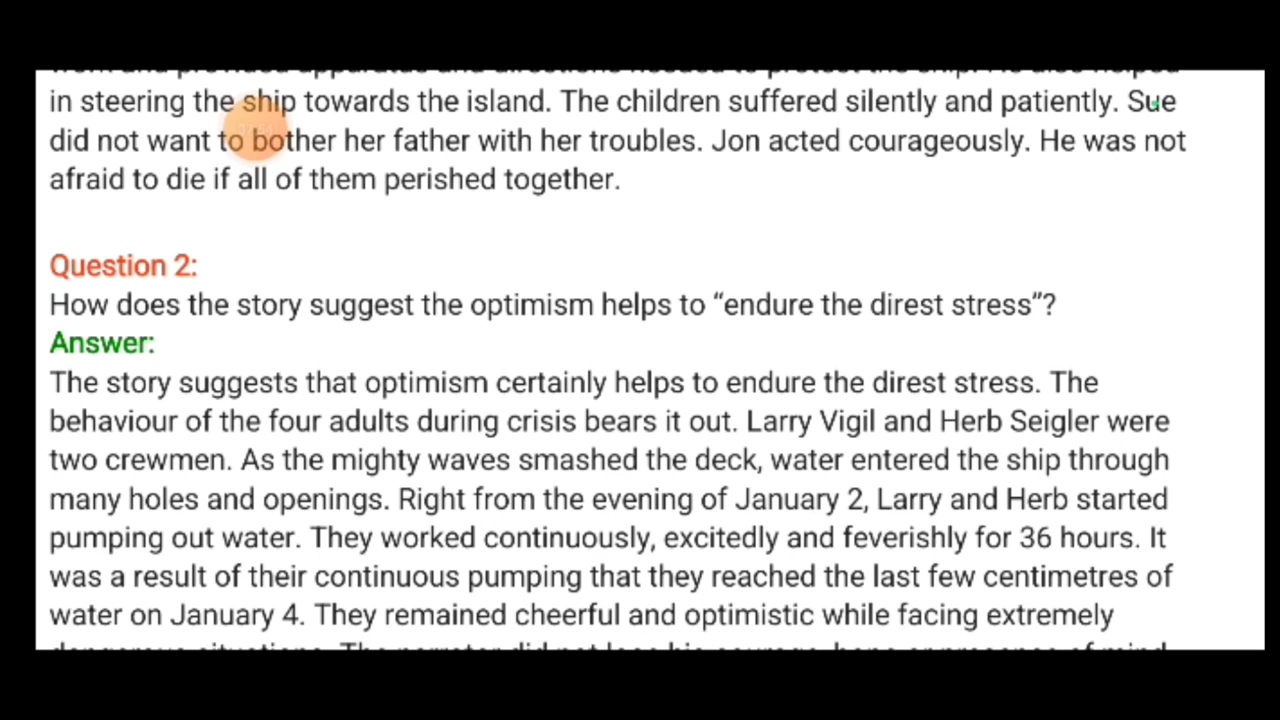 in steering the ship towards the island. The children suffered silently and patiently. Sue
did not want to bother her father with her troubles. Jon acted courageously. He was not
afraid to die if all of them perished together.
Question 2:
How does the story suggest the optimism helps to “endure the direst stress”?
Answer:
The story suggests that optimism certainly helps to endure the direst stress. The
behaviour of the four adults during crisis bears it out. Larry Vigil and Herb Seigler were
two crewmen. As the mighty waves smashed the deck, water entered the ship through
many holes and openings. Right from the evening of January 2, Larry and Herb started
pumping out water. They worked continuously, excitedly and feverishly for 36 hours. It
was a result of their continuous pumping that they reached the last few centimetres of
water on January 4. They remained cheerful and optimistic while facing extremely